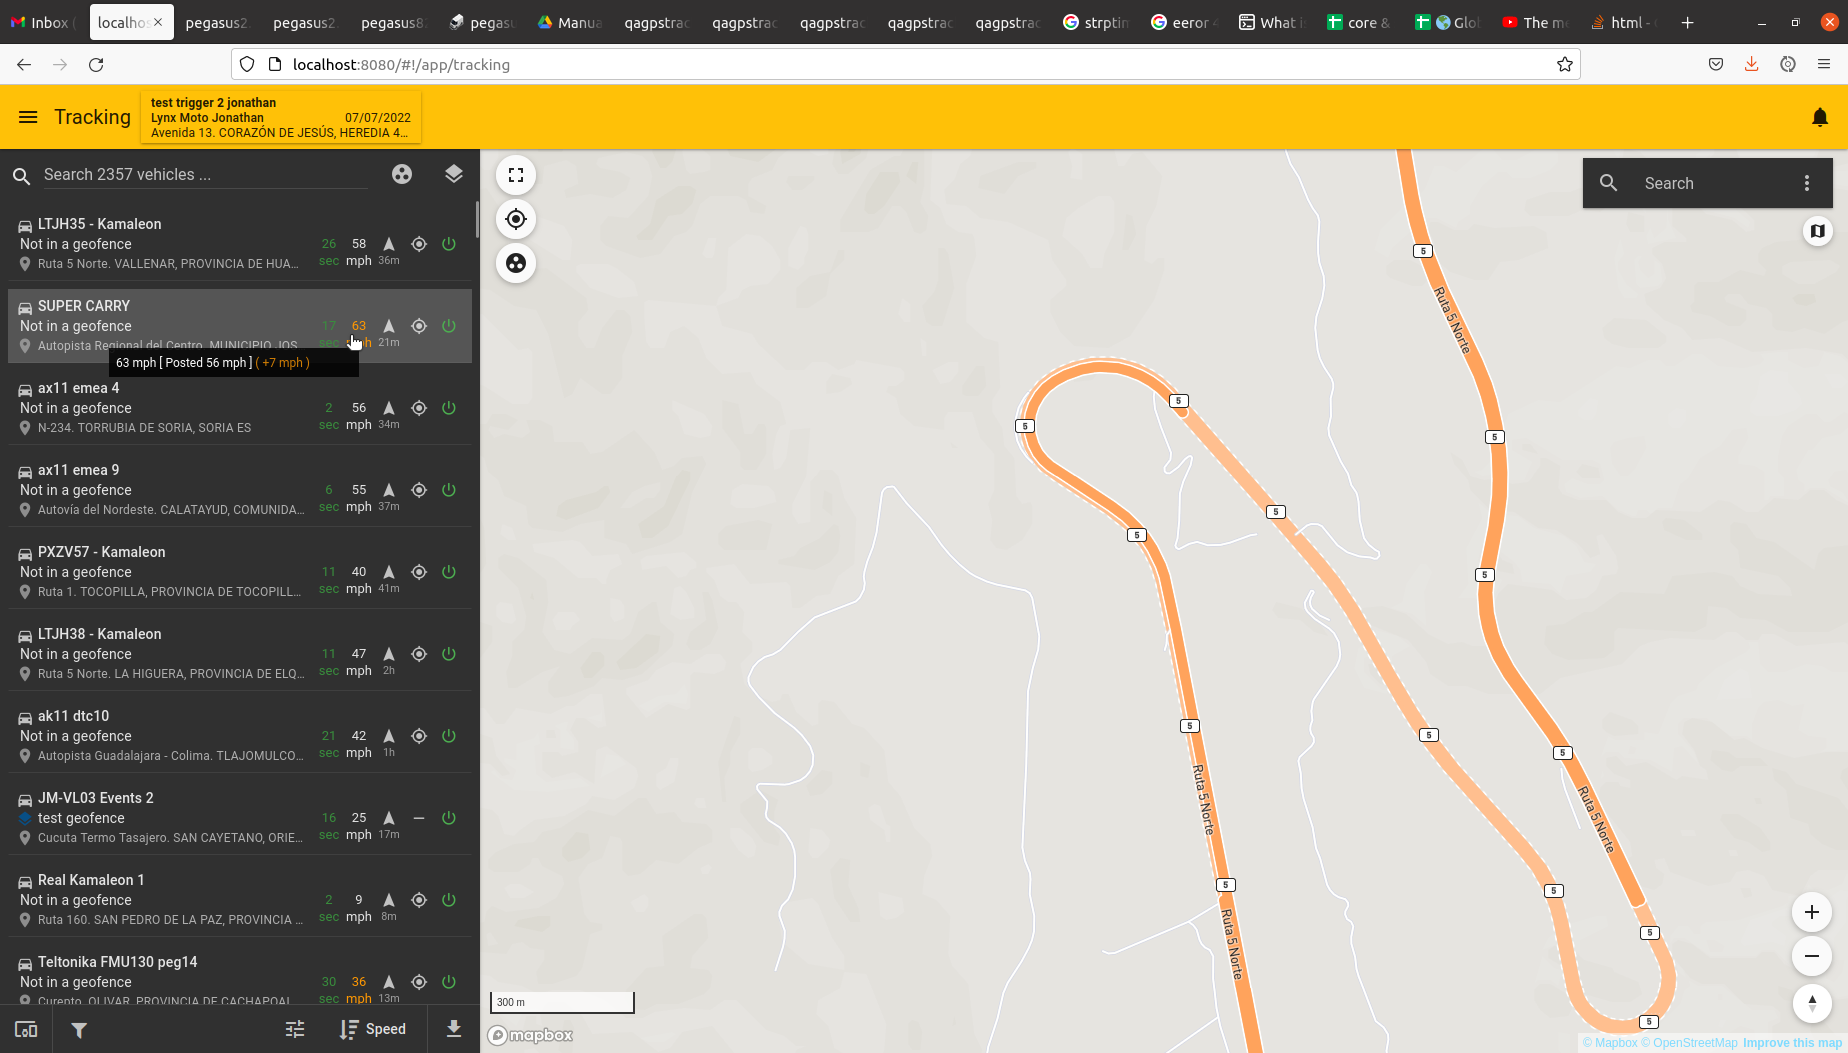 Inbox (
localhos
pegasus2.
pegasus2.
pegasus82
pegasu
Manua
qagpstrac
qagpstrac
qagpstrac
qagpstrac
qagpstrac
strptim
eeror 4
What i
core &
Glo
The m
html -
localhost:8080/#!/app/tracking
Tracking
test trigger 2 jonathan
Lynx Moto Jonathan 07/07/2022
Avenida 13. CORAZÓN DE JESÚS, HEREDIA 4...
Search 2357 vehicles ...
LTJH35 - Kamaleon
Not in a geofence 26 58
sec mph 36m
Ruta 5 Norte. VALLENAR, PROVINCIA DE HUA...
SUPER CARRY
Not in a geofence 17 63
sec mph 21m
Autopista Regional del Centro. MUNICIPIO JOS
63 mph [ Posted 56 mph ] ( +7 mph )
ax11 emea 4
Not in a geofence 2 56
sec mph 34m
N-234. TORRUBIA DE SORIA, SORIA ES
ax11 emea 9
Not in a geofence 6 55
sec mph 37m
Autovía del Nordeste. CALATAYUD, COMUNIDA...
PXZV57 - Kamaleon
Not in a geofence 11 40
sec mph 41m
Ruta 1. TOCOPILLA, PROVINCIA DE TOCOPILL...
LTJH38 - Kamaleon
Not in a geofence 11 47
sec mph 2h
Ruta 5 Norte. LA HIGUERA, PROVINCIA DE ELQ...
ak11 dtc10
Not in a geofence 21 42
sec mph 1h
Autopista Guadalajara - Colima. TLAJOMULCO...
JM-VL03 Events 2
test geofence 16 25
sec mph 17m
Cucuta Termo Tasajero. SAN CAYETANO, ORIE...
Real Kamaleon 1
Not in a geofence 2 9
sec mph 8m
Ruta 160. SAN PEDRO DE LA PAZ, PROVINCIA ...
Teltonika FMU130 peg14
Not in a geofence 30 36
sec mph 13m
Curepto. OLIVAR, PROVINCIA DE CACHAPOAL
Speed
Search
5
Ruta 5 Norte
5
5
5
5
5
5
5
5
Ruta 5 Norte
5
5
Ruta 5 Norte
5
5
Ruta 5 Norte
5
5
300 m
mapbox
© Mapbox © OpenStreetMap Improve this map